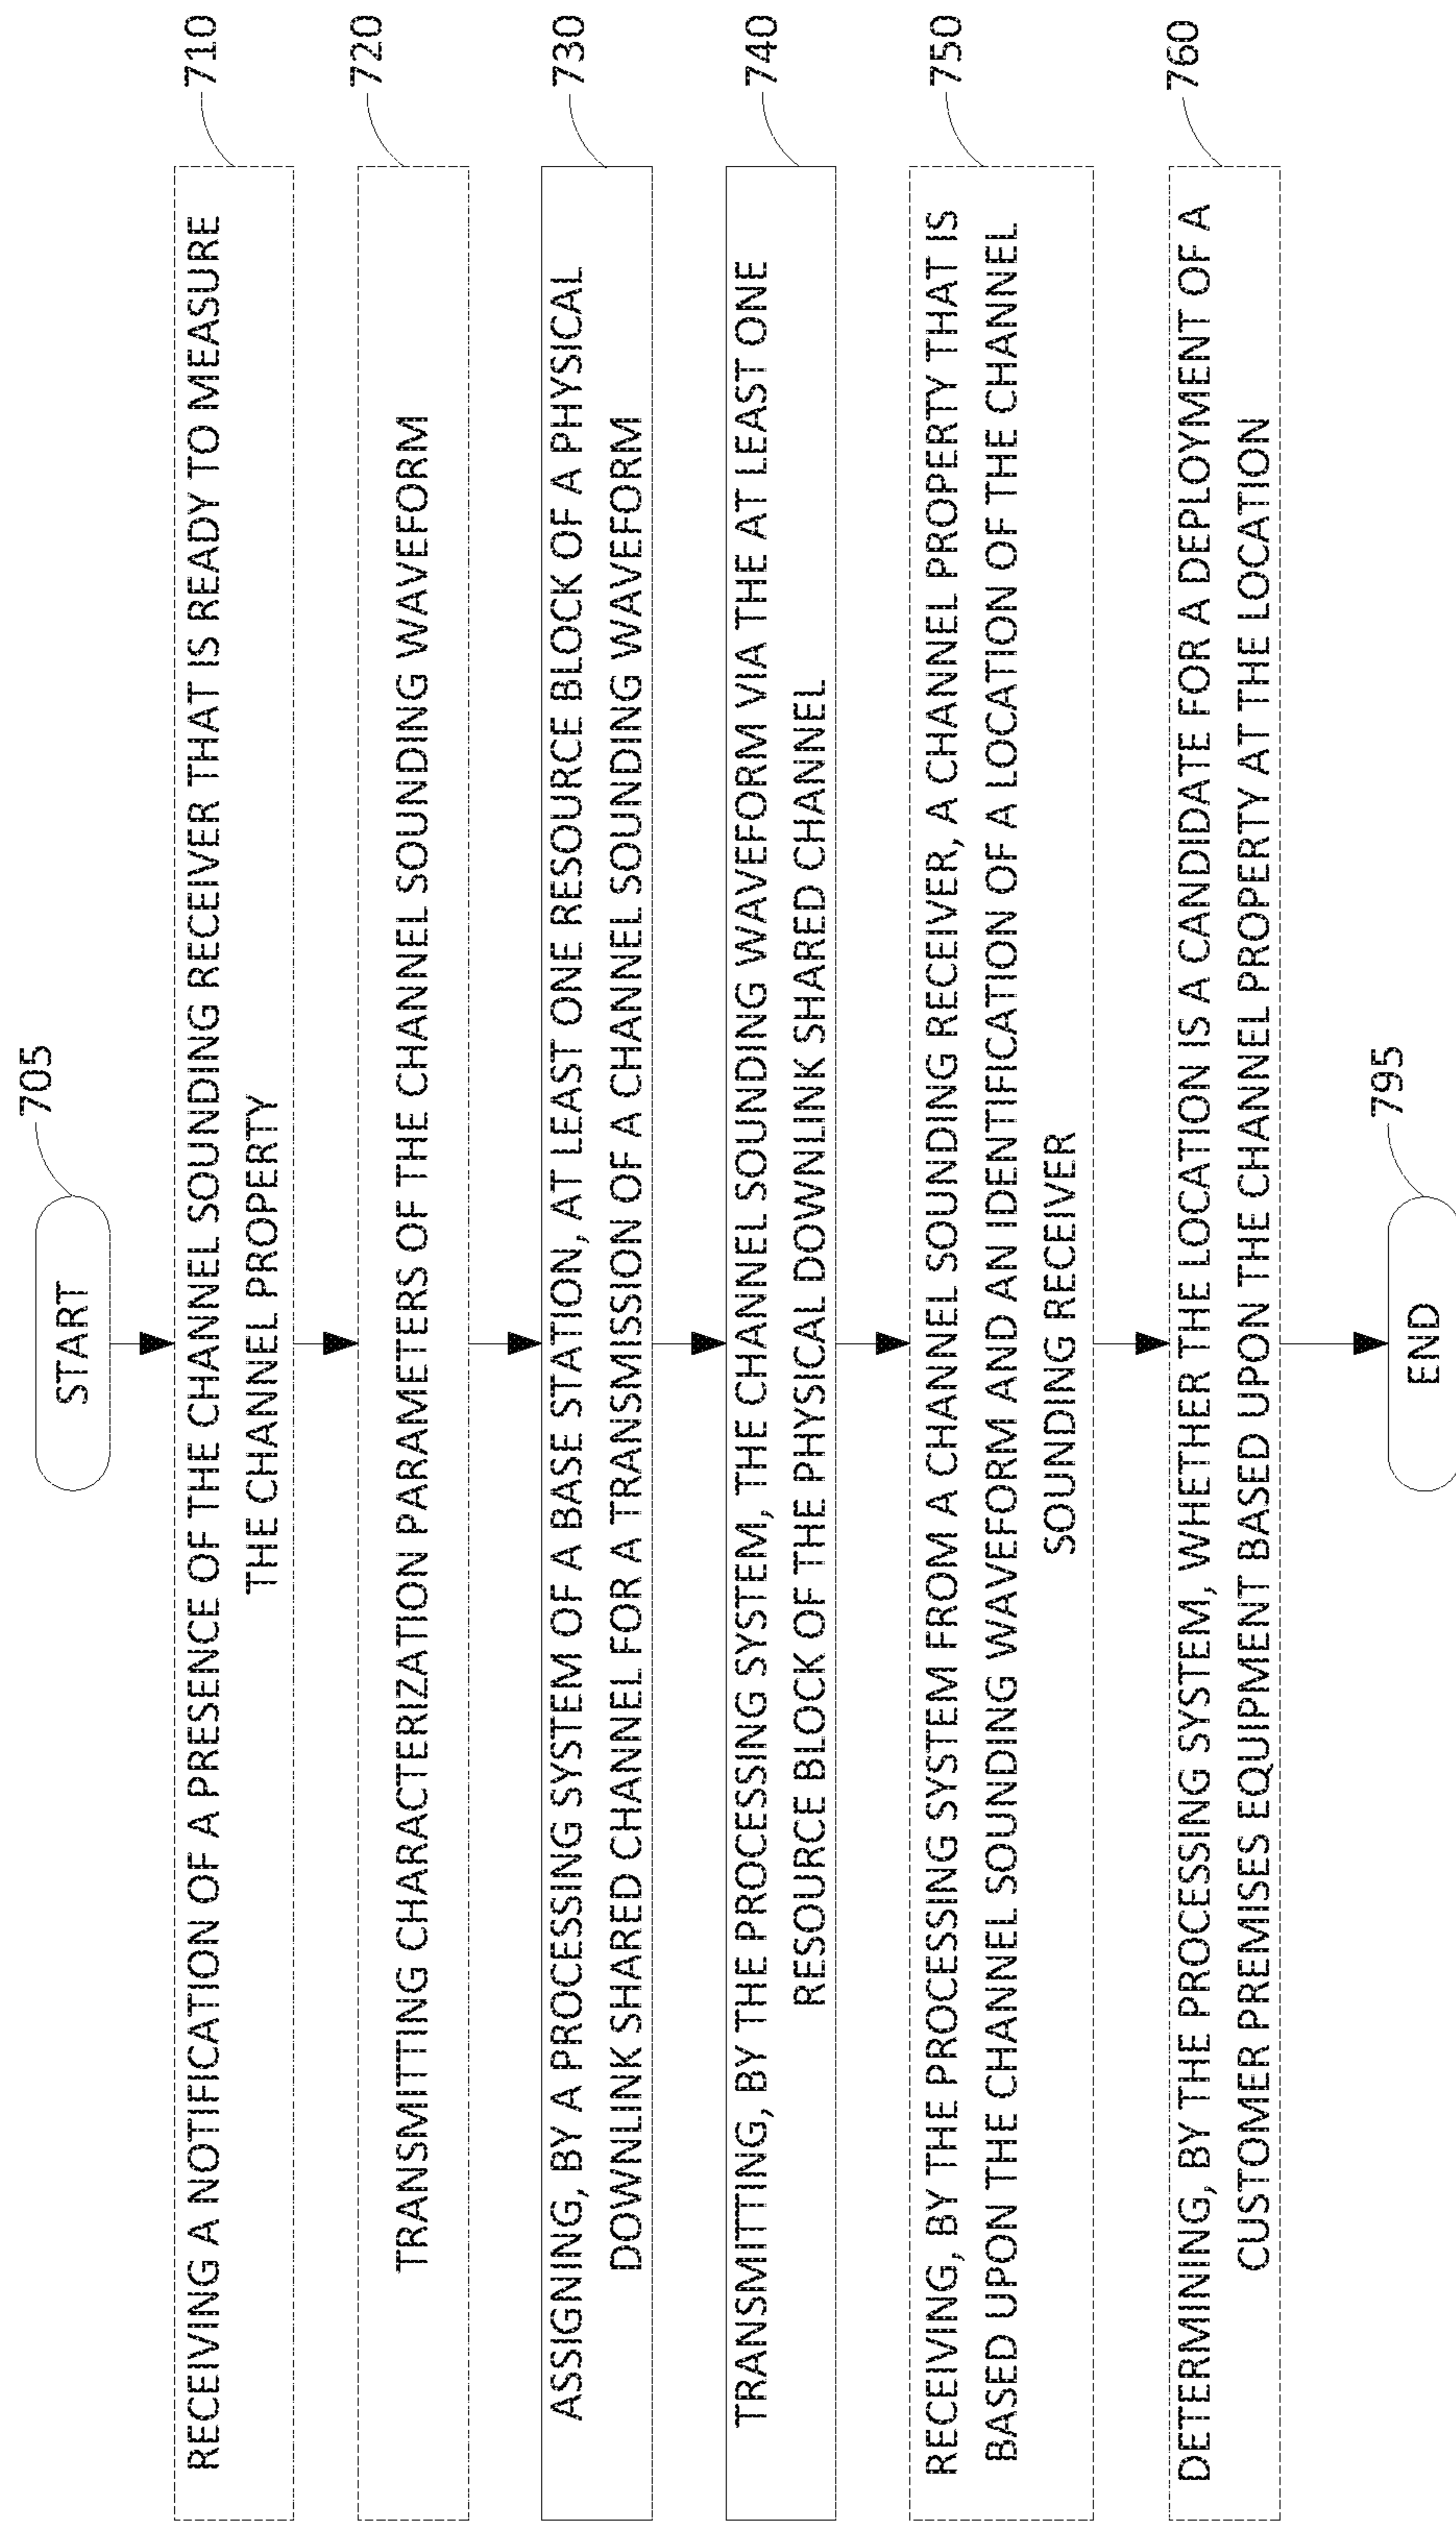 START
705
RECEIVING A NOTIFICATION OF A PRESENCE OF THE CHANNEL SOUNDING RECEIVER THAT IS READY TO MEASURE
THE CHANNEL PROPERTY
710
TRANSMITTING CHARACTERIZATION PARAMETERS OF THE CHANNEL SOUNDING WAVEFORM
720
ASSIGNING, BY A PROCESSING SYSTEM OF A BASE STATION, AT LEAST ONE RESOURCE BLOCK OF A PHYSICAL
DOWNLINK SHARED CHANNEL FOR A TRANSMISSION OF A CHANNEL SOUNDING WAVEFORM
730
TRANSMITTING, BY THE PROCESSING SYSTEM, THE CHANNEL SOUNDING WAVEFORM VIA THE AT LEAST ONE
RESOURCE BLOCK OF THE PHYSICAL DOWNLINK SHARED CHANNEL
740
RECEIVING, BY THE PROCESSING SYSTEM FROM A CHANNEL SOUNDING RECEIVER, A CHANNEL PROPERTY THAT IS
BASED UPON THE CHANNEL SOUNDING WAVEFORM AND AN IDENTIFICATION OF A LOCATION OF THE CHANNEL
SOUNDING RECEIVER
750
DETERMINING, BY THE PROCESSING SYSTEM, WHETHER THE LOCATION IS A CANDIDATE FOR A DEPLOYMENT OF A
CUSTOMER PREMISES EQUIPMENT BASED UPON THE CHANNEL PROPERTY AT THE LOCATION
760
END
795